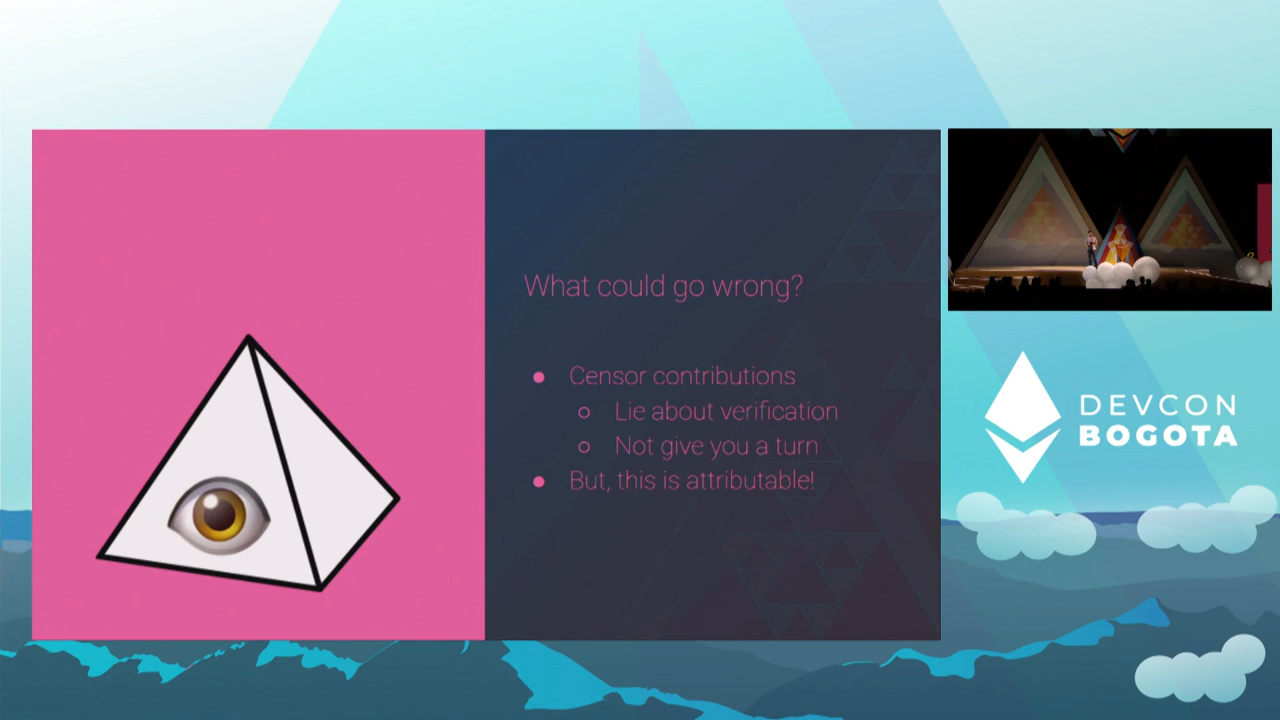 What could go wrong?
● Censor contributions
○ Lie about verification
○ Not give you a turn
● But, this is attributable!
DEVCON
BOGOTA